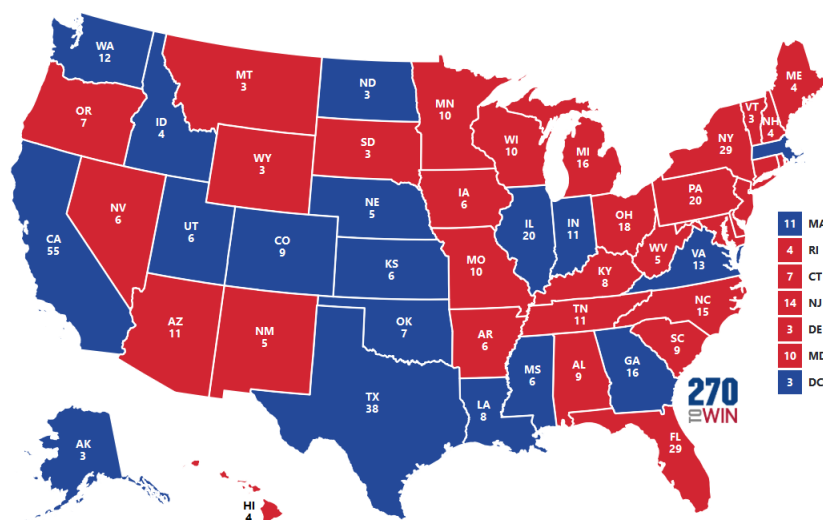 WA
12
OR
7
CA
55
ID
4
NV
6
MT
3
WY
3
UT
6
AZ
11
CO
9
NM
5
ND
3
SD
3
NE
5
KS
6
OK
7
TX
38
MN
10
IA
6
MO
10
AR
6
LA
8
WI
10
IL
20
MS
6
MI
16
IN
11
KY
8
TN
11
AL
9
OH
18
WV
5
GA
16
FL
29
SC
9
NC
15
VA
13
PA
20
NY
29
VT
3
NH
4
ME
4
AK
3
HI
4
11 MA
4 RI
7 CT
14 NJ
3 DE
10 MD
3 DC
270
TO WIN